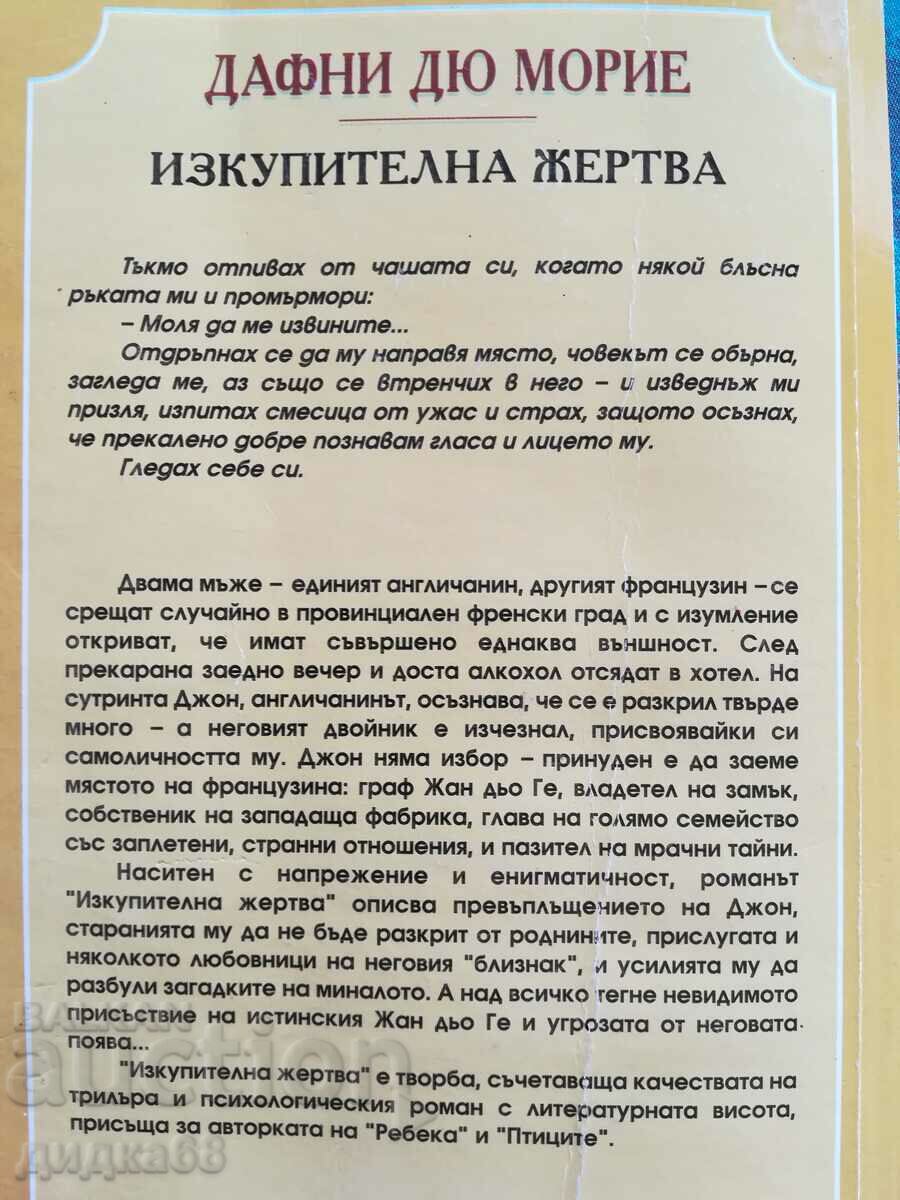 ДАФНИ ДЮ МОРИЕ
ИЗКУПИТЕЛНА ЖЕРТВА
Тъкмо отпивах от чашата си, когато някой блъсна
ръката ми и промърмори:
– Моля да ме извините...
Отдръпнах се да му направя място, човекът се обърна,
загледа ме, аз също се втренчих в него – и изведнъж ми
призля, изпитах смесица от ужас и страх, защото осъзнах,
че прекалено добре познавам гласа и лицето му.
Гледах себе си.
Двама мъже – единият англичанин, другият французин – се
срещат случайно в провинциален френски град и с изумление
откриват, че имат съвършено еднаква външност. След
прекарана заедно вечер и доста алкохол отсядат в хотел. На
сутринта Джон, англичанинът, осъзнава, че се е разкрил твърде
много – а неговият двойник е изчезнал, присвоявайки си
самоличността му. Джон няма избор – принуден е да заеме
мястото на французина: граф Жан дьо Ге, владетел на замък,
собственик на западаща фабрика, глава на голямо семейство
със заплетени, странни отношения, и пазител на мрачни тайни.
Наситен с напрежение и енигматичност, романът
"Изкупителна жертва" описва превъплъщението на Джон,
старанията му да не бъде разкрит от роднините, прислугата и
няколкото любовници на неговия "близнак", и усилията му да
разбули загадките на миналото. А над всичко тегне невидимото
присъствие на истинския Жан дьо Ге и угрозата от неговата
поява...
"Изкупителна жертва" е творба, съчетаваща качествата на
трилъра и психологическия роман с литературната висота,
присъща за авторката на "Ребека" и "Птиците".
BALKAN
auction
дидка68